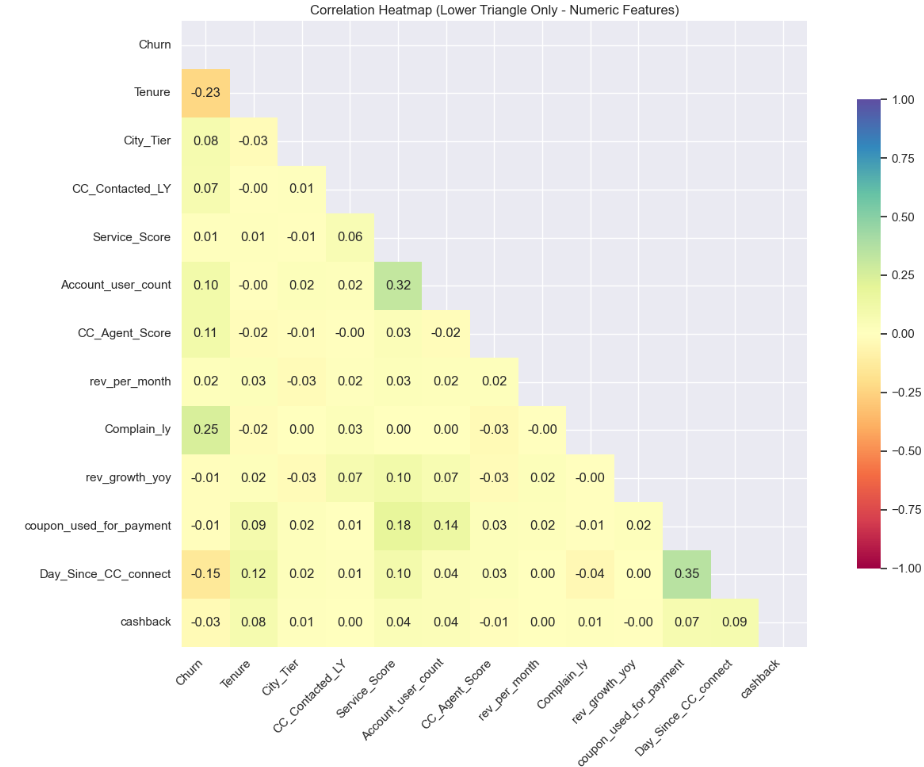 Correlation Heatmap (Lower Triangle Only - Numeric Features)
Churn
Tenure -0.23
City_Tier 0.08 -0.03
CC_Contacted_LY 0.07 -0.00 0.01
Service_Score 0.01 0.01 -0.01 0.06
Account_user_count 0.10 -0.00 0.02 0.02 0.32
CC_Agent_Score 0.11 -0.02 -0.01 -0.00 0.03 -0.02
rev_per_month 0.02 0.03 -0.03 0.02 0.03 0.02 0.02
Complain_ly 0.25 -0.02 0.00 0.03 0.00 0.00 -0.03 -0.00
rev_growth_yoy -0.01 0.02 -0.03 0.07 0.10 0.07 -0.03 0.02 -0.00
coupon_used_for_payment -0.01 0.09 0.02 0.01 0.18 0.14 0.03 0.02 -0.01 0.02
Day_Since_CC_connect -0.15 0.12 0.02 0.01 0.10 0.04 0.03 0.00 -0.04 0.00 0.35
cashback -0.03 0.08 0.01 0.00 0.04 0.04 -0.01 0.00 0.01 -0.00 0.07 0.09
Churn
Tenure
City_Tier
CC_Contacted_LY
Service_Score
Account_user_count
CC_Agent_Score
rev_per_month
Complain_ly
rev_growth_yoy
coupon_used_for_payment
Day_Since_CC_connect
cashback
1.00
0.75
0.50
0.25
0.00
−0.25
−0.50
−0.75
−1.00